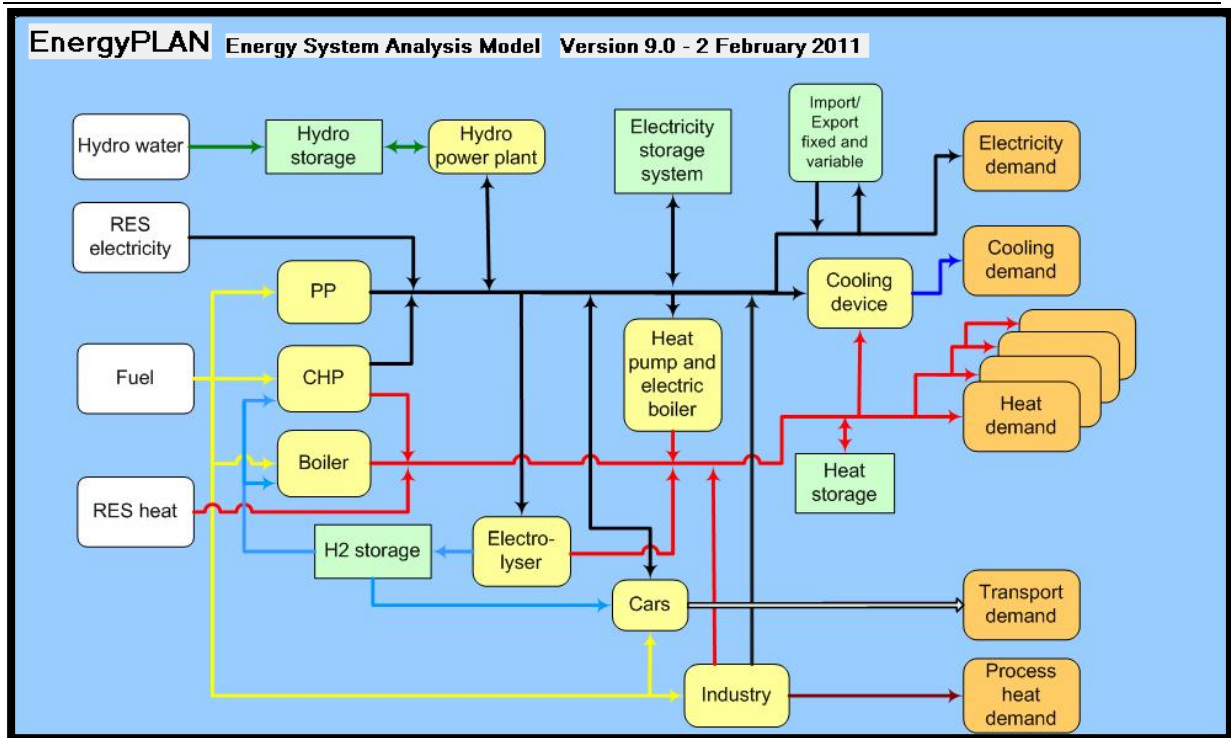 EnergyPLAN Energy System Analysis Model Version 9.0 - 2 February 2011
Hydro water
Hydro
storage
Hydro
power plant
Electricity
storage
system
Import/
Export
fixed and
variable
Electricity
demand
RES
electricity
PP
Cooling
device
Cooling
demand
Fuel
CHP
Heat
pump and
electric
boiler
Heat
demand
Boiler
RES heat
Heat
storage
H2 storage
Electro-
lyser
Cars
Transport
demand
Industry
Process
heat
demand